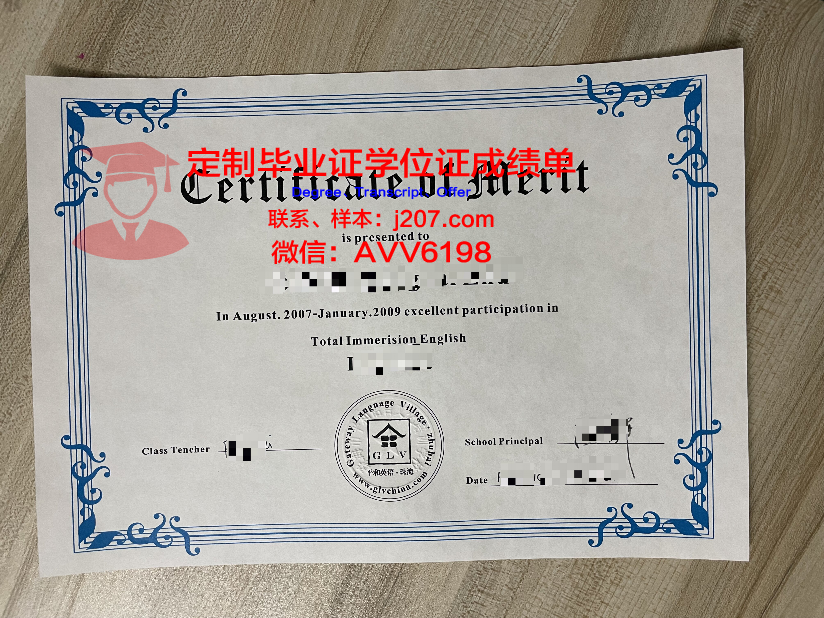 定制毕业证学位证成绩单
Certificate of Merit
Degree、Transcript、Offer
联系、样本：j207.com
is presented to
微信：AVV6198
In August. 2007-January.2009 excellent participation in
Total Immerision English
Class Tencher
Gateway Language Village · zhuhai
GLV
www.glvchina.com
School Principal
Date